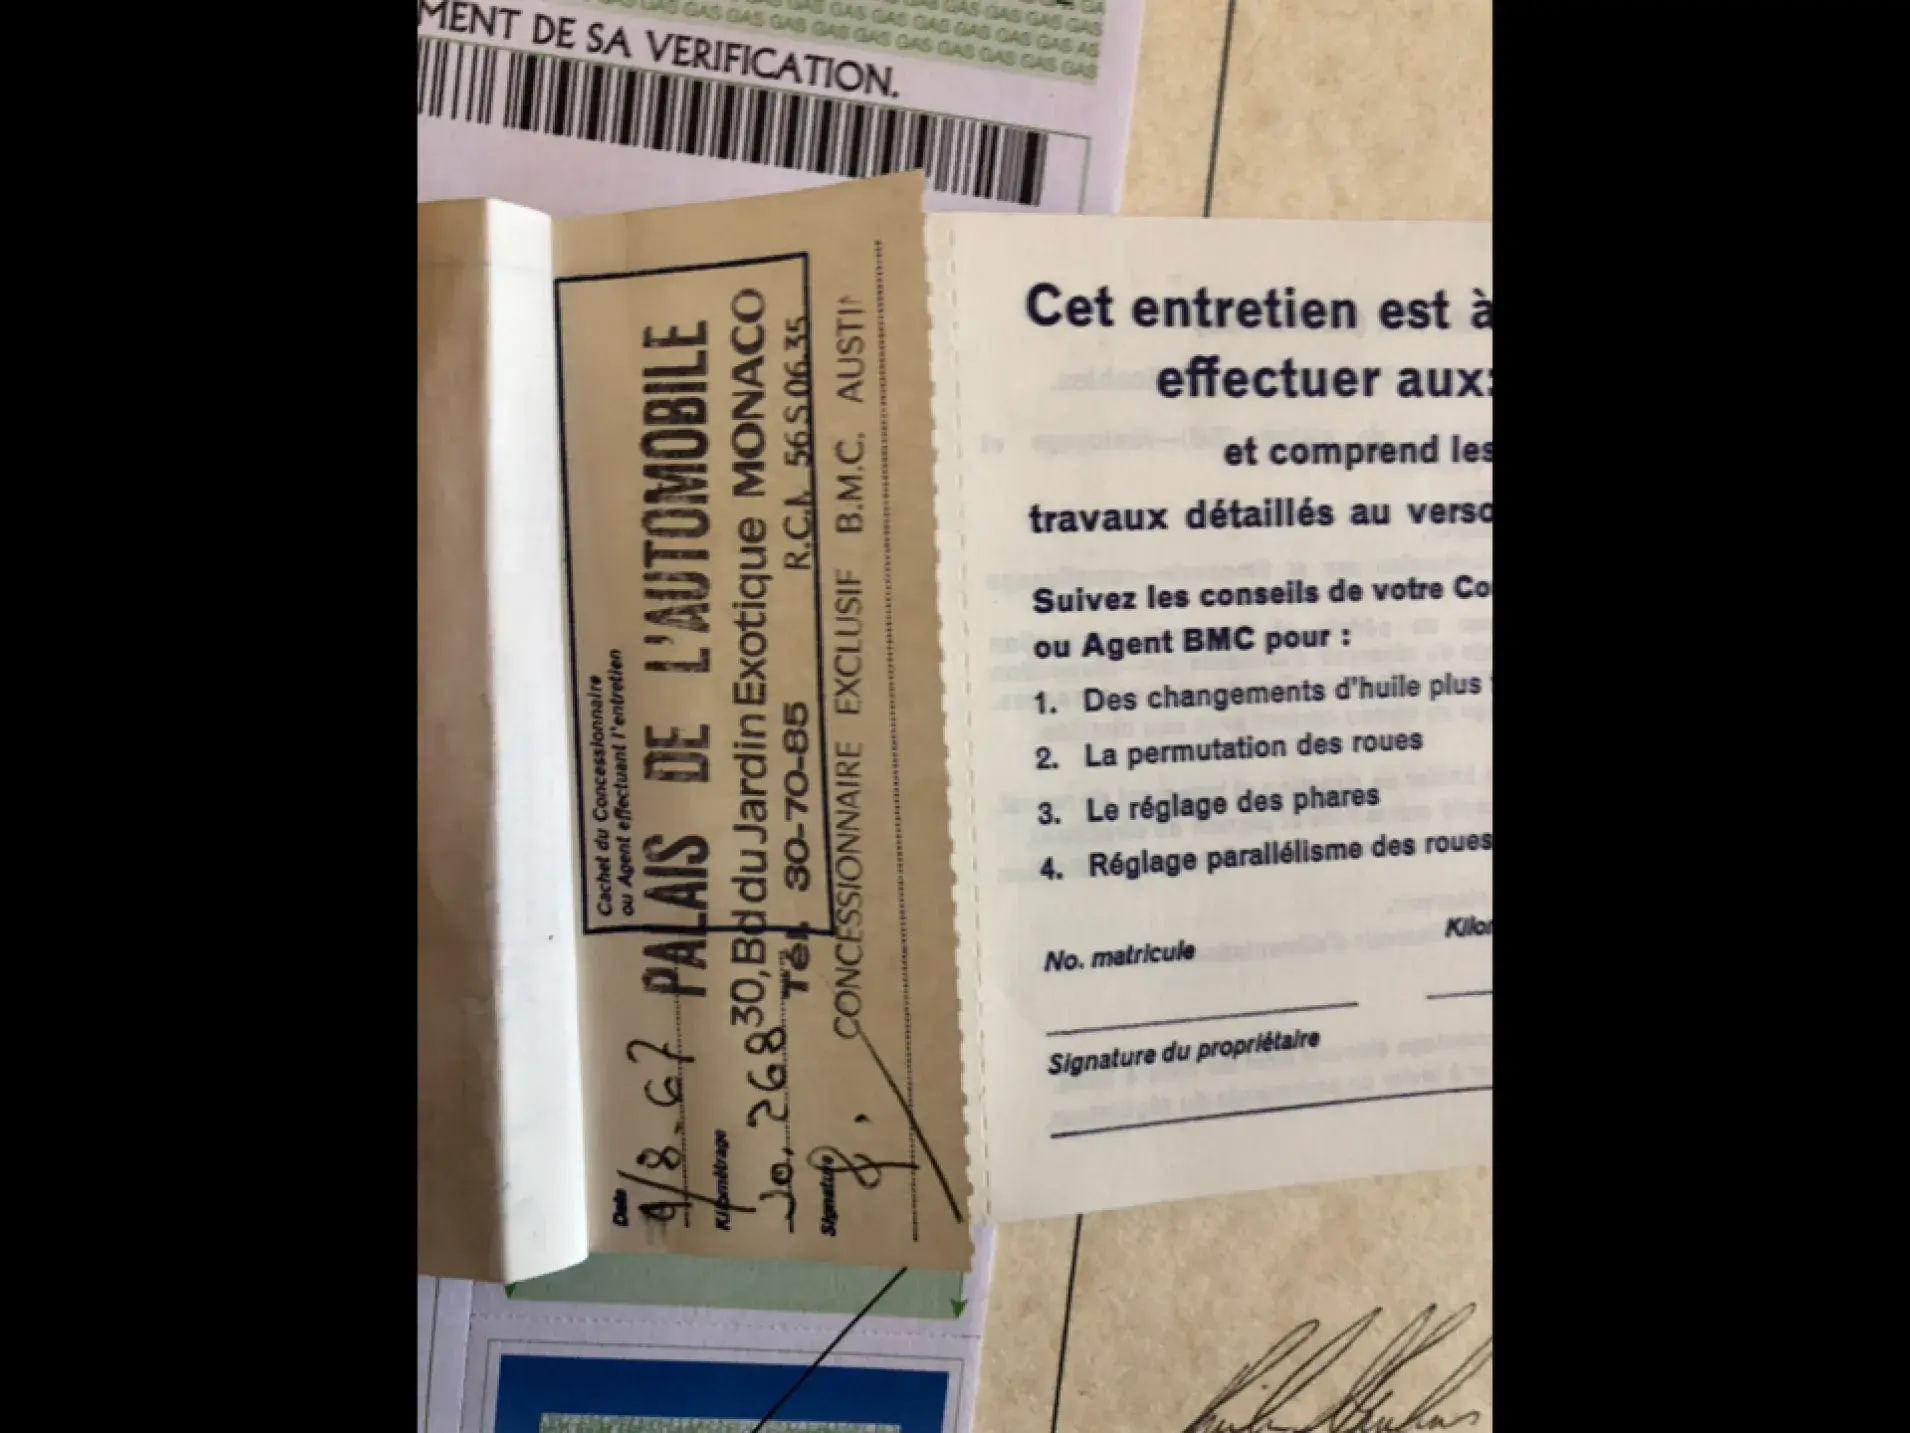 MENT DE SA VERIFICATION.
Cachet du Concessionnaire
ou Agent effectuant l'entretien
PALAIS DE L'AUTOMOBILE
30, Bd du Jardin Exotique MONACO
Tél. 30-70-85 R.C.I. 56 S 06.35
CONCESSIONNAIRE EXCLUSIF B.M.C. AUSTIN
Date
9/8.67
Kilométrage
20.268
Signature
Cet entretien est à
effectuer aux:
et comprend les
travaux détaillés au verso
Suivez les conseils de votre Co
ou Agent BMC pour :
1. Des changements d'huile plus
2. La permutation des roues
3. Le réglage des phares
4. Réglage parallélisme des roues
No. matricule Kilo
Signature du propriétaire